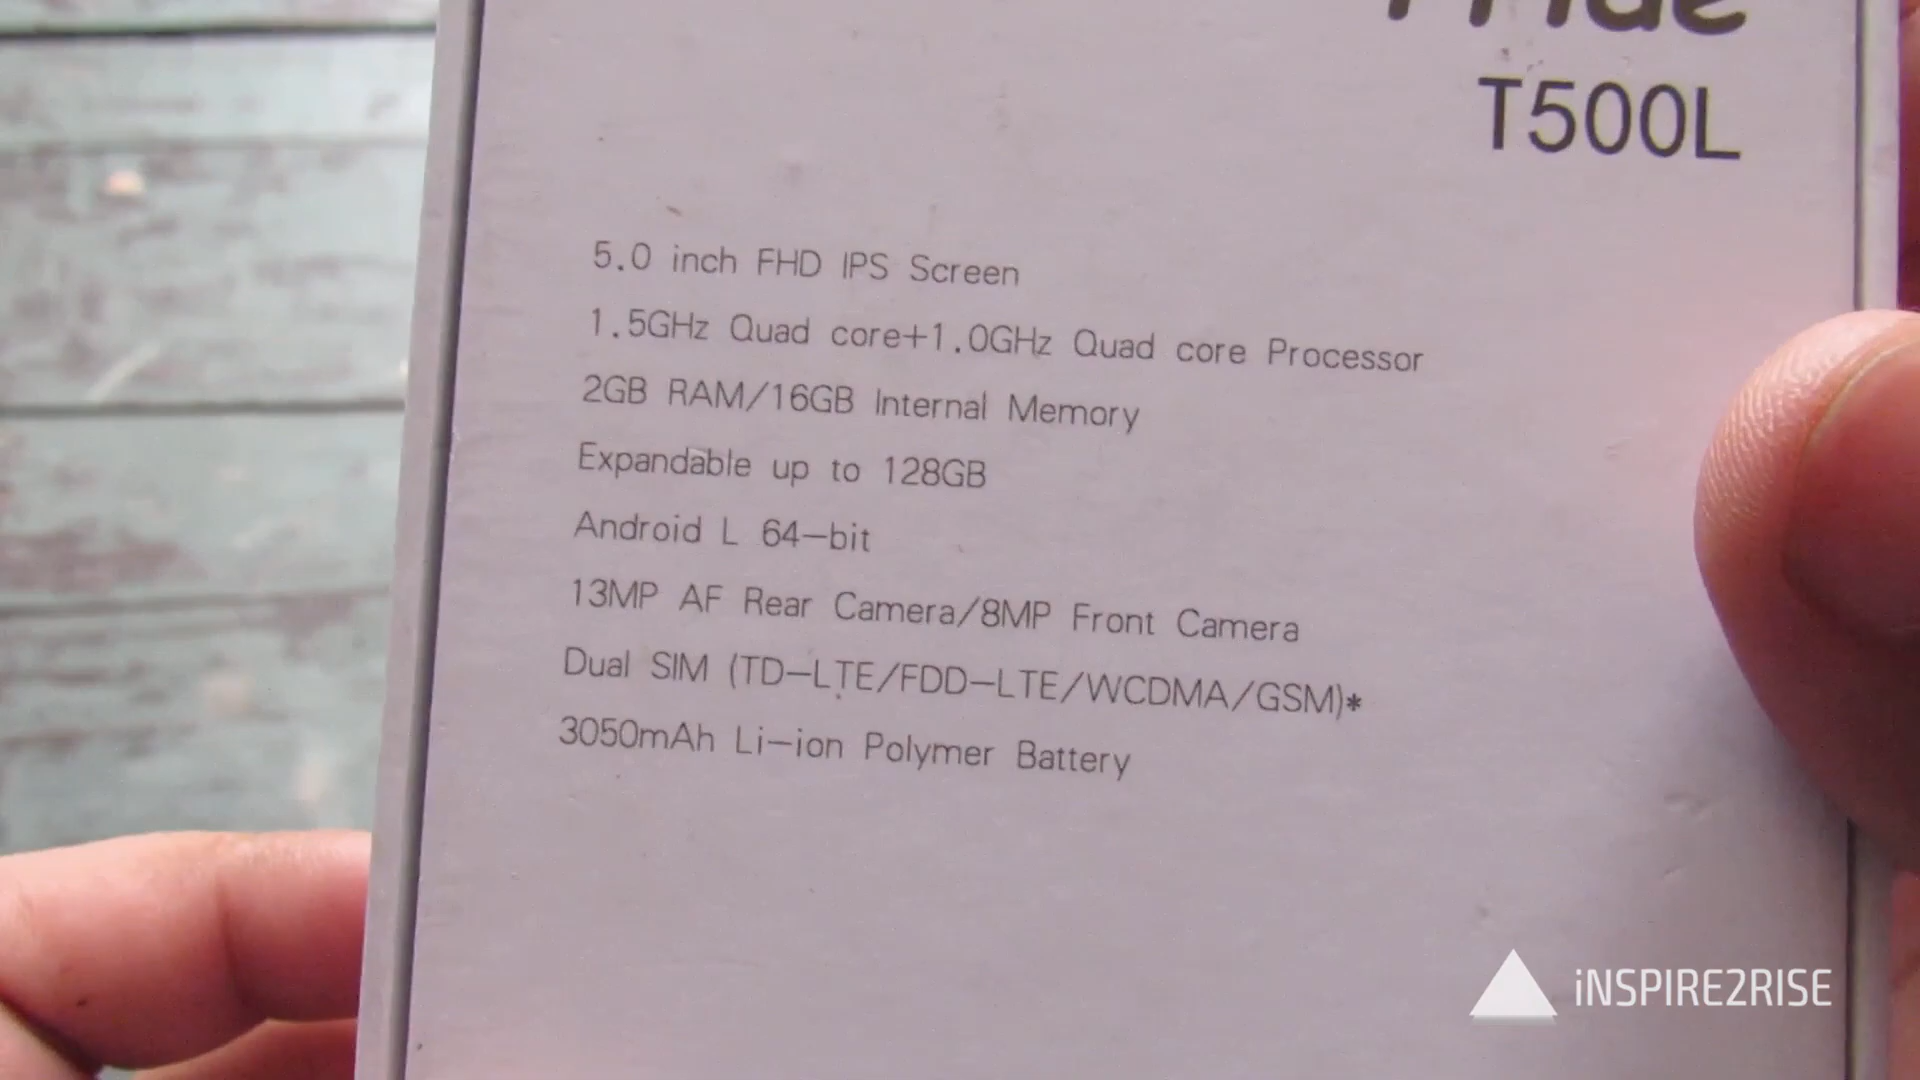 T500L
5.0 inch FHD IPS Screen
1.5GHz Quad core+1.0GHz Quad core Processor
2GB RAM/16GB Internal Memory
Expandable up to 128GB
Android L 64-bit
13MP AF Rear Camera/8MP Front Camera
Dual SIM (TD-LTE/FDD-LTE/WCDMA/GSM)*
3050mAh Li-ion Polymer Battery
iNSPIRE2RISE